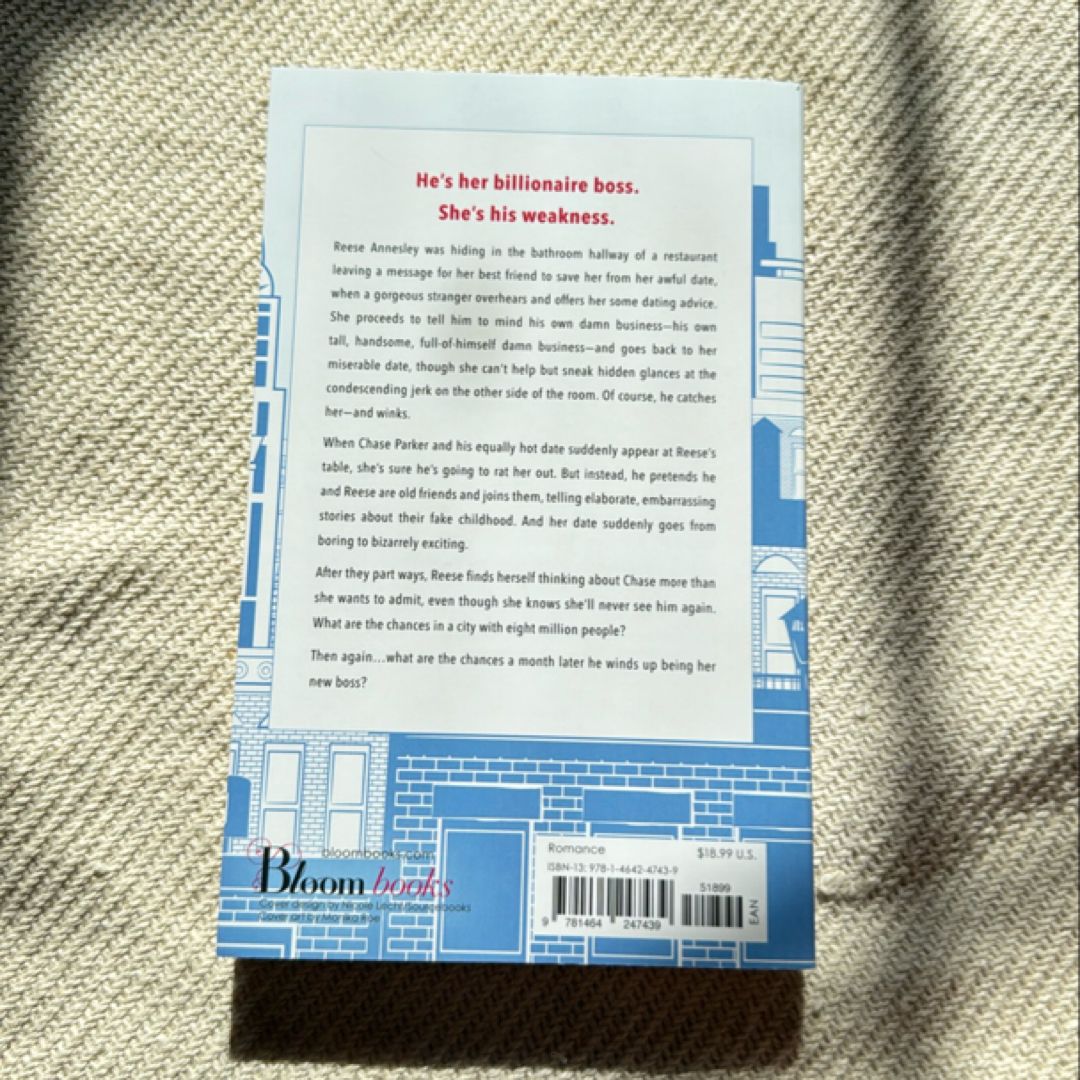 He's her billionaire boss.
She's his weakness.
Reese Annesley was hiding in the bathroom hallway of a restaurant
leaving a message for her best friend to save her from her awful date,
when a gorgeous stranger overhears and offers her some dating advice.
She proceeds to tell him to mind his own damn business—his own
tall, handsome, full-of-himself damn business—and goes back to her
miserable date, though she can't help but sneak hidden glances at the
condescending jerk on the other side of the room. Of course, he catches
her—and winks.
When Chase Parker and his equally hot date suddenly appear at Reese's
table, she's sure he's going to rat her out. But instead, he pretends he
and Reese are old friends and joins them, telling elaborate, embarrassing
stories about their fake childhood. And her date suddenly goes from
boring to bizarrely exciting.
After they part ways, Reese finds herself thinking about Chase more than
she wants to admit, even though she knows she'll never see him again.
What are the chances in a city with eight million people?
Then again...what are the chances a month later he winds up being her
new boss?
bloombooks.com
Bloom books
Cover design by Nicole Lecht/Sourcebooks
Cover art by Monika Roe
Romance $18.99 U.S.
ISBN-13: 978-1-4642-4743-9
51899
EAN
9 781464 247439